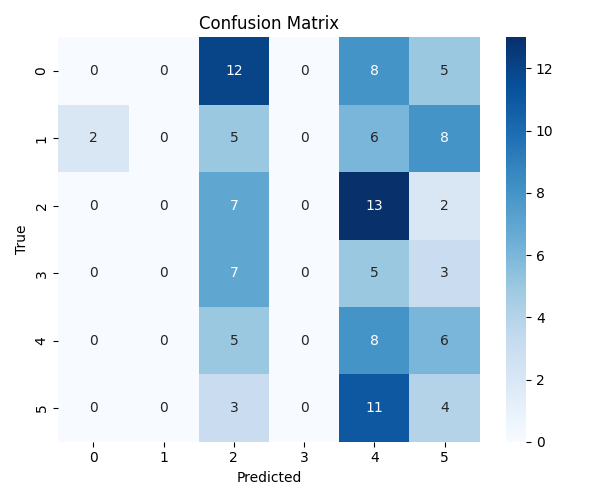 Confusion Matrix
True
0 0 0 12 0 8 5
1 2 0 5 0 6 8
2 0 0 7 0 13 2
3 0 0 7 0 5 3
4 0 0 5 0 8 6
5 0 0 3 0 11 4
0 1 2 3 4 5
Predicted
12
10
8
6
4
2
0